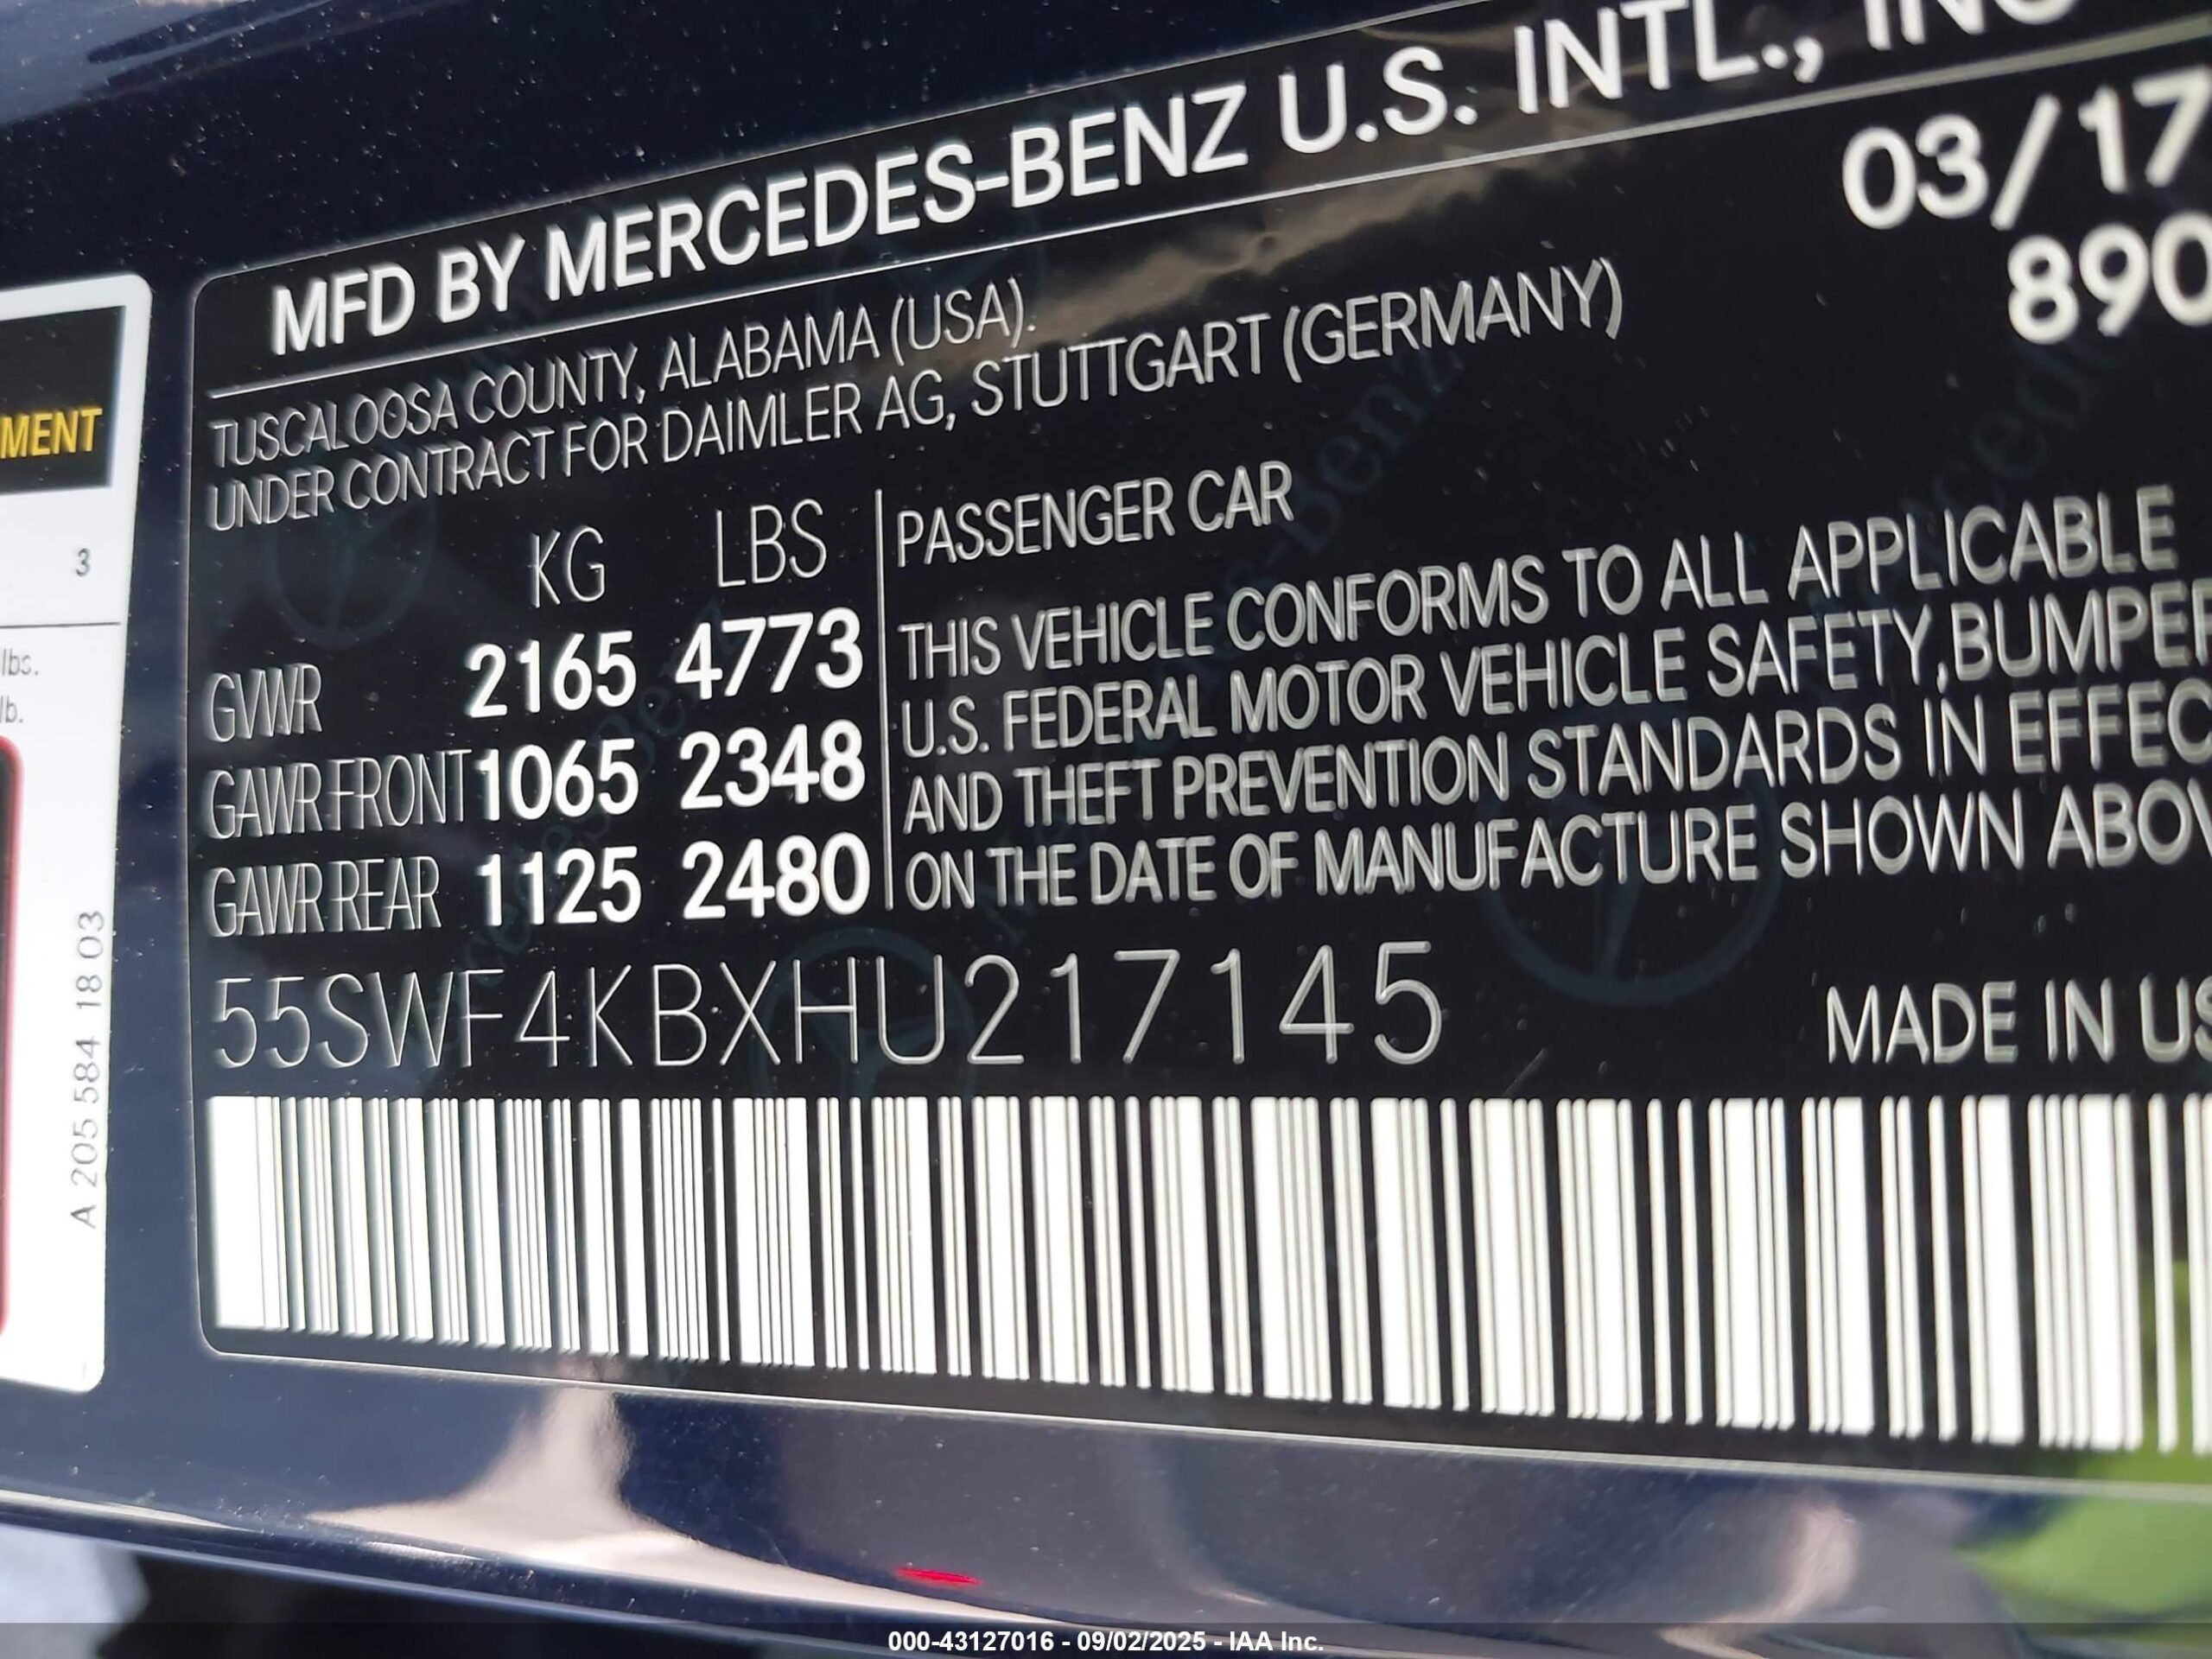 MFD BY MERCEDES-BENZ U.S. INTL., INC
03/17
890
TUSCALOOSA COUNTY, ALABAMA (USA).
UNDER CONTRACT FOR DAIMLER AG, STUTTGART (GERMANY)
KG LBS
GVWR 2165 4773
GAWR FRONT 1065 2348
GAWR REAR 1125 2480
PASSENGER CAR
THIS VEHICLE CONFORMS TO ALL APPLICABLE
U.S. FEDERAL MOTOR VEHICLE SAFETY,BUMPER
AND THEFT PREVENTION STANDARDS IN EFFEC
ON THE DATE OF MANUFACTURE SHOWN ABOV
55SWF4KBXHU217145
MADE IN US
MENT
3
lbs.
lb.
A 205 584 18 03
000-43127016 - 09/02/2025 - IAA Inc.